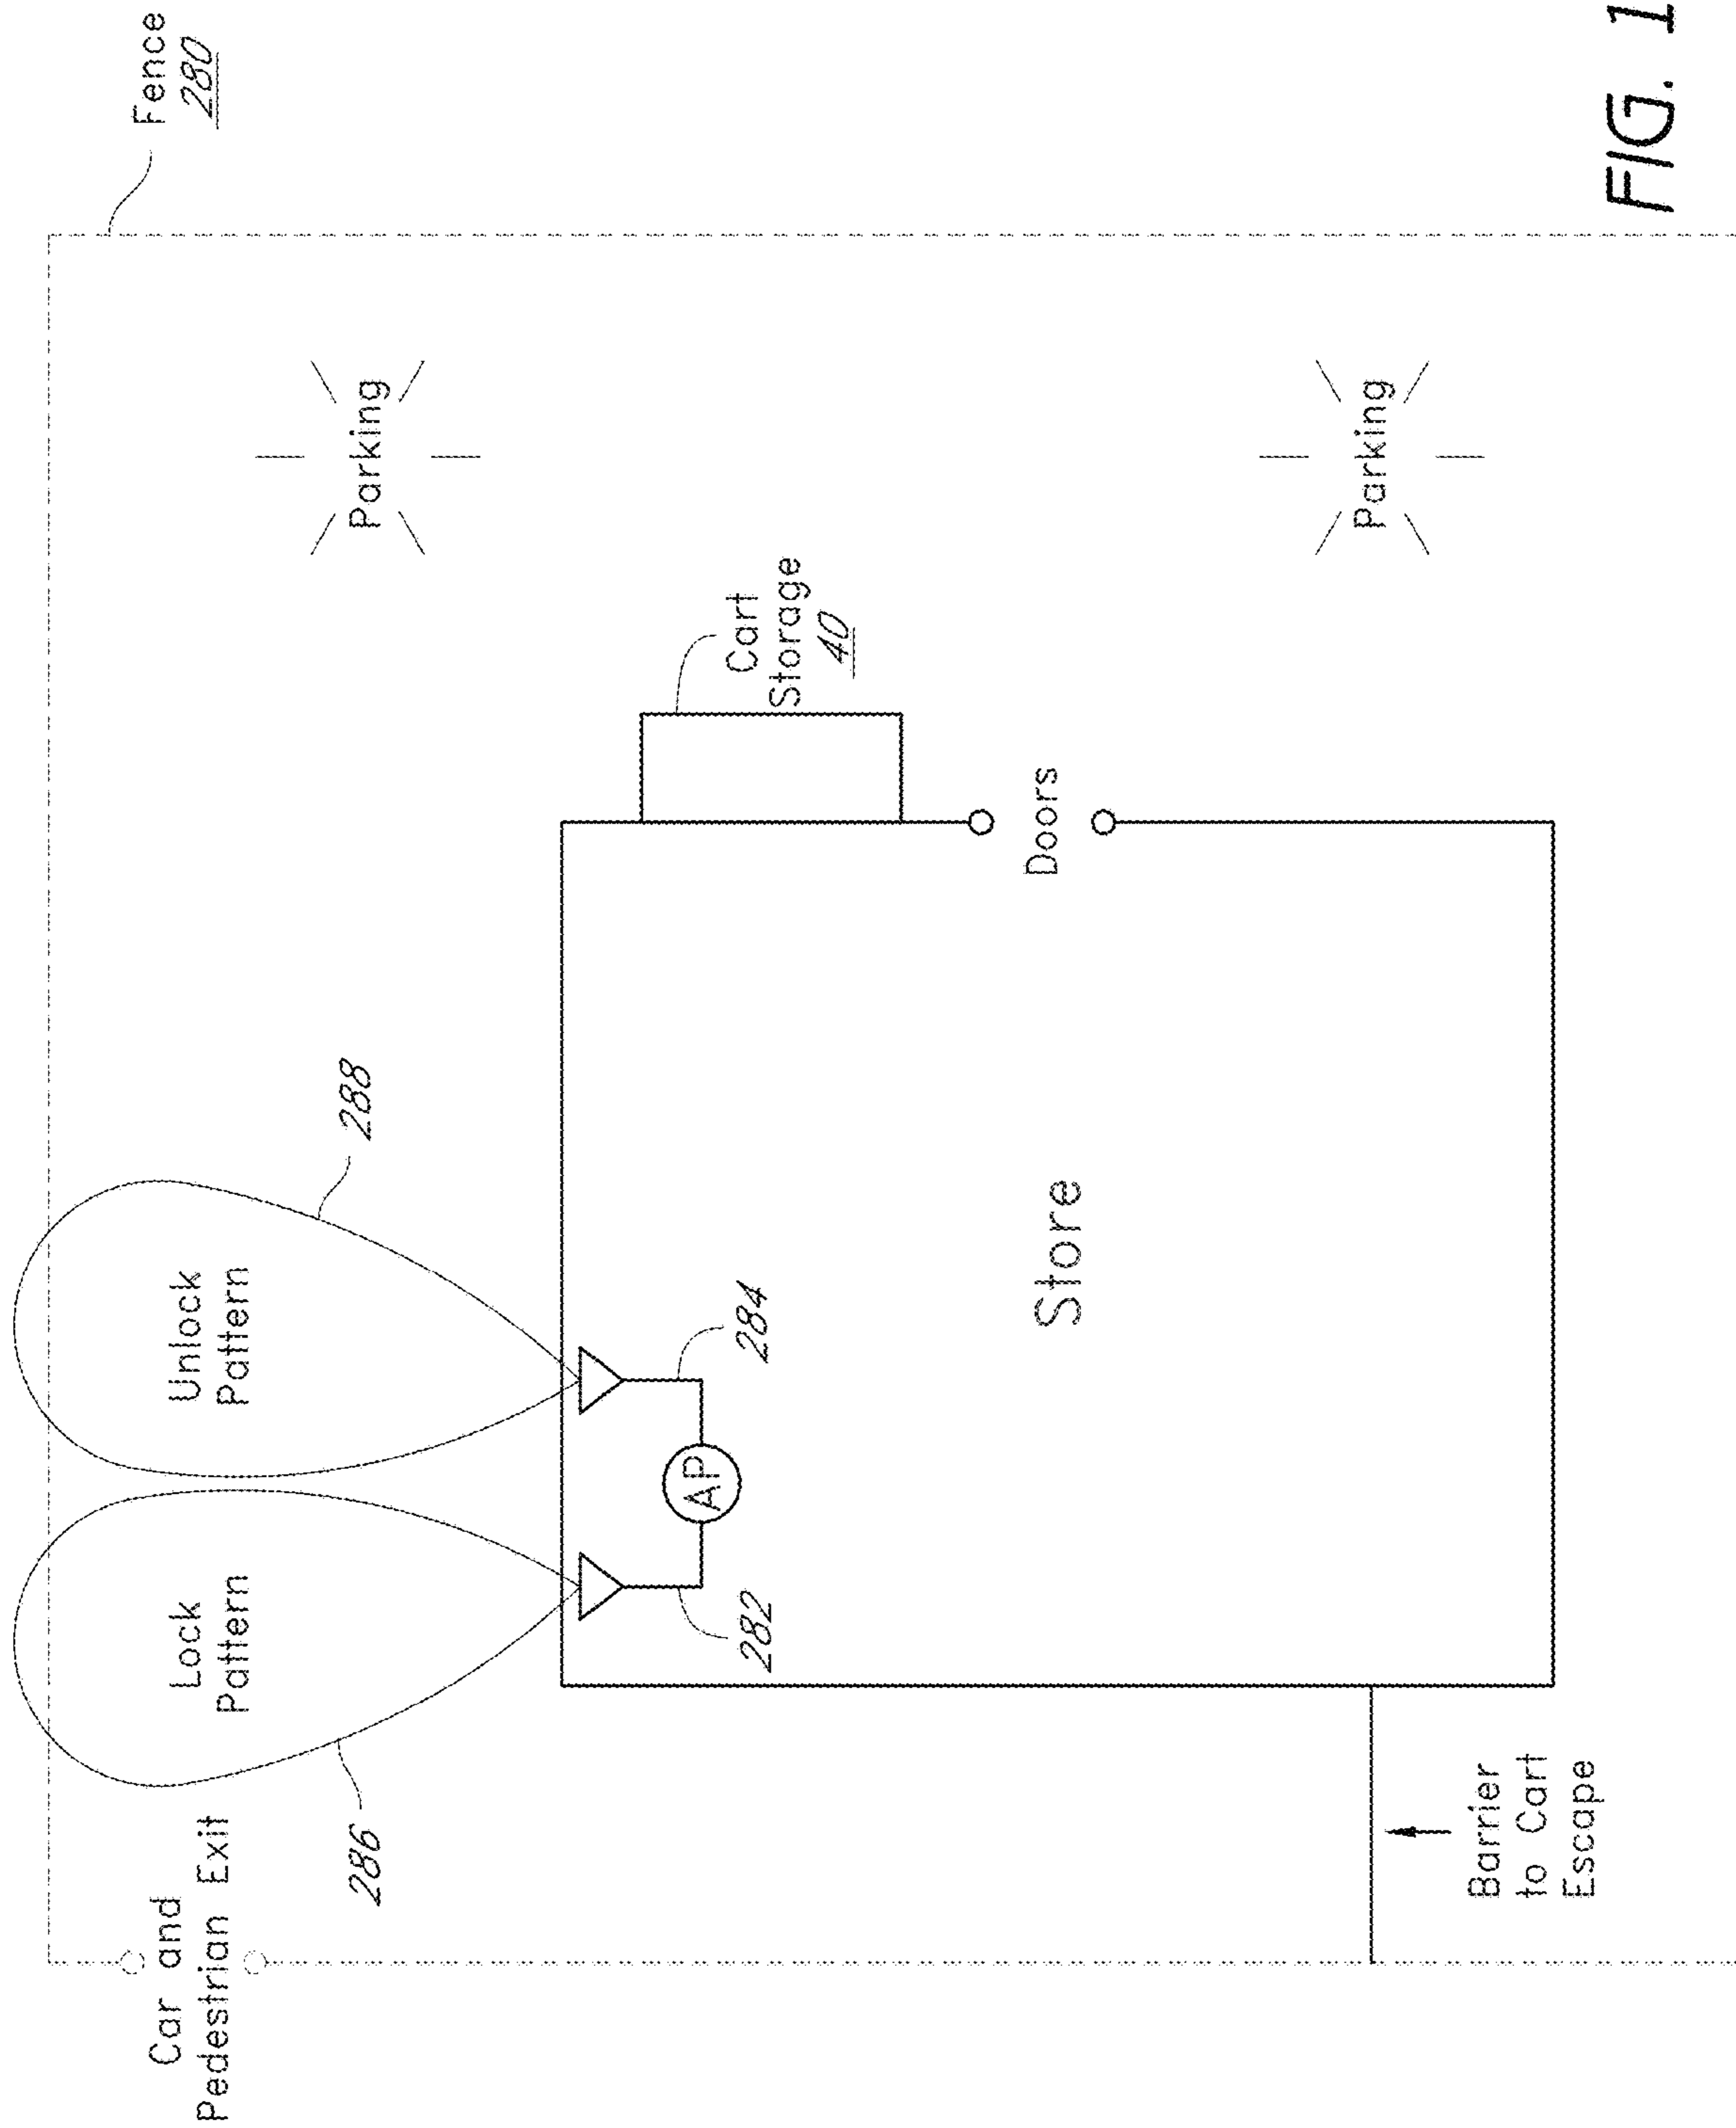 Car and
Pedestrian Exit
Lock
Pattern
Unlock
Pattern
Fence
280
286
288
Parking
282
AP
284
Cart
Storage
40
Store
Doors
Parking
Barrier
to Cart
Escape
FIG. 1